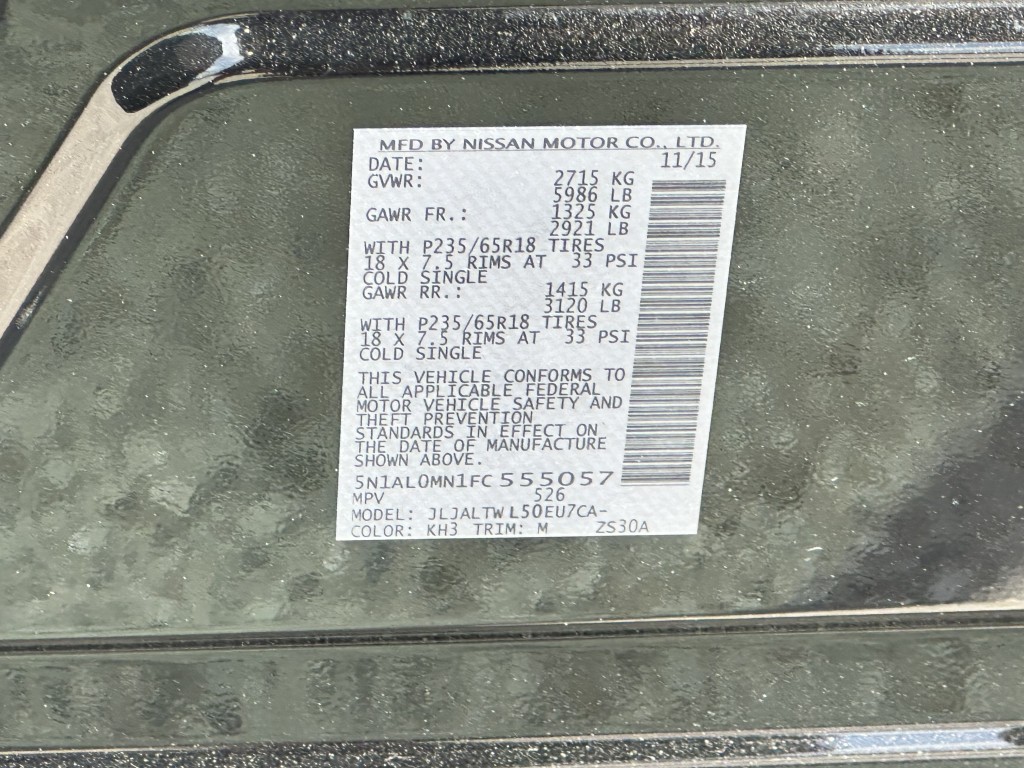 MFD BY NISSAN MOTOR CO., LTD.
DATE: 11/15
GVWR: 2715 KG
5986 LB
GAWR FR.: 1325 KG
2921 LB
WITH P235/65R18 TIRES
18 X 7.5 RIMS AT 33 PSI
COLD SINGLE
GAWR RR.: 1415 KG
3120 LB
WITH P235/65R18 TIRES
18 X 7.5 RIMS AT 33 PSI
COLD SINGLE
THIS VEHICLE CONFORMS TO
ALL APPLICABLE FEDERAL
MOTOR VEHICLE SAFETY AND
THEFT PREVENTION
STANDARDS IN EFFECT ON
THE DATE OF MANUFACTURE
SHOWN ABOVE.
5N1AL0MN1FC555057
MPV 526
MODEL: JLJALTWL50EU7CA-
COLOR: KH3 TRIM: M ZS30A